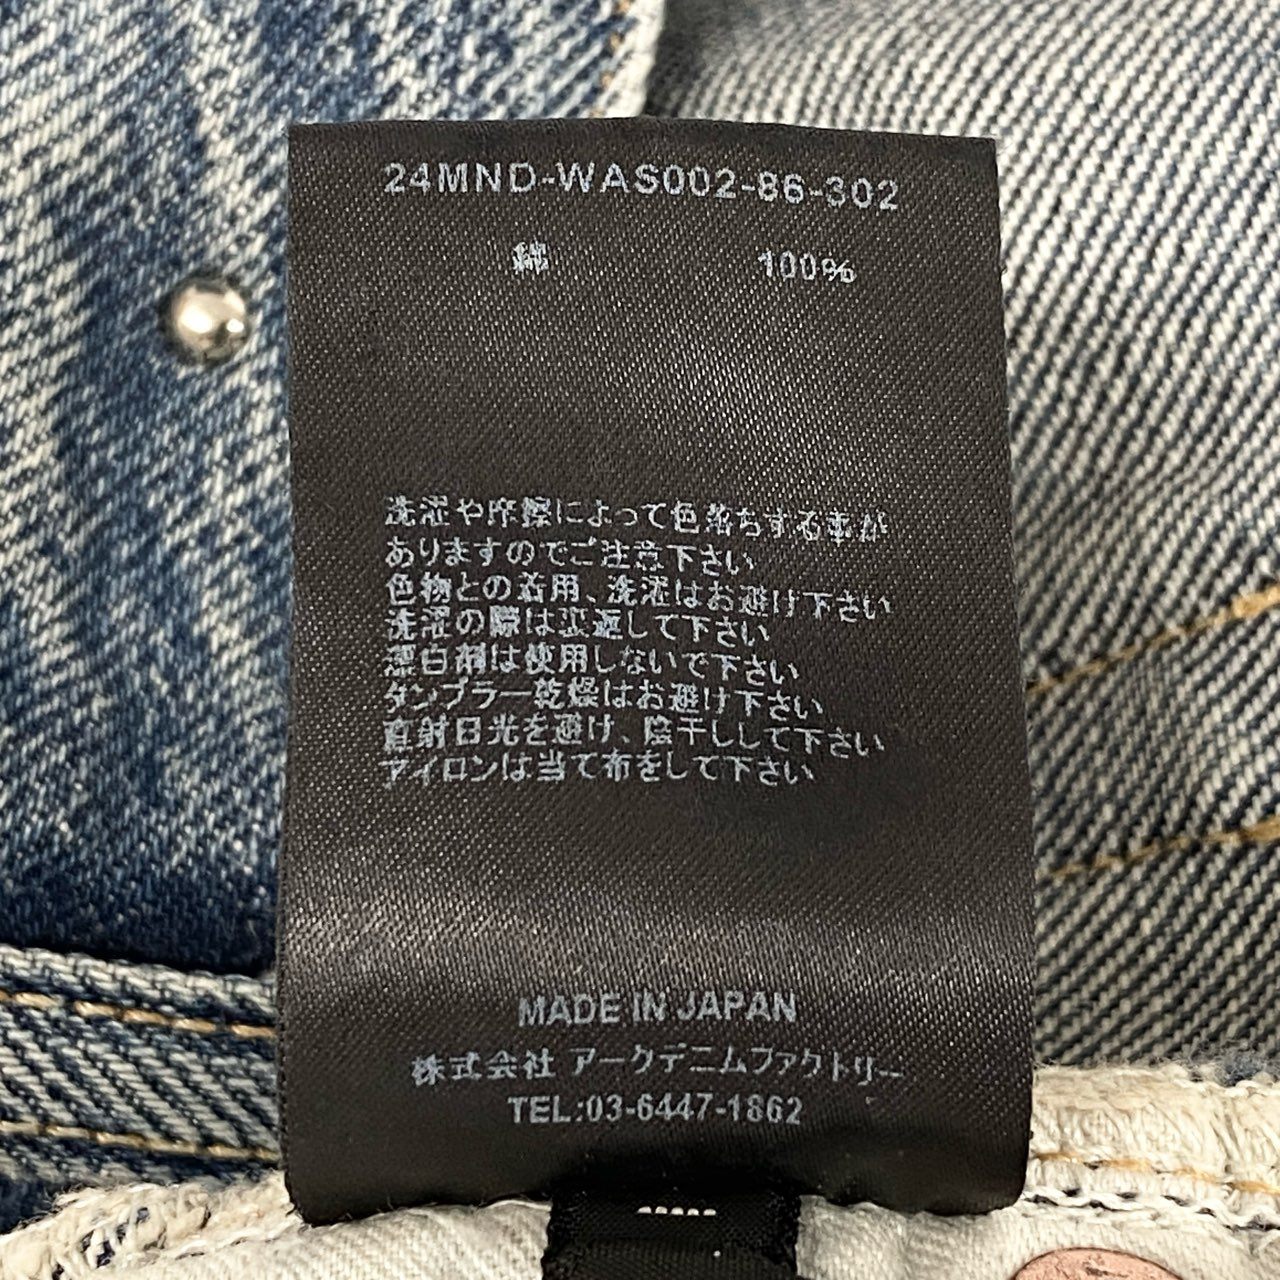 24MND-WAS002-86-302
綿 100%
洗濯や摩擦によって色落ちする事が
ありますのでご注意下さい
色物との着用、洗濯はお避け下さい
洗濯の際は裏返して下さい
漂白剤は使用しないで下さい
タンブラー乾燥はお避け下さい
直射日光を避け、陰干しして下さい
アイロンは当て布をして下さい
MADE IN JAPAN
株式会社 アークデニムファクトリー
TEL:03-6447-1862